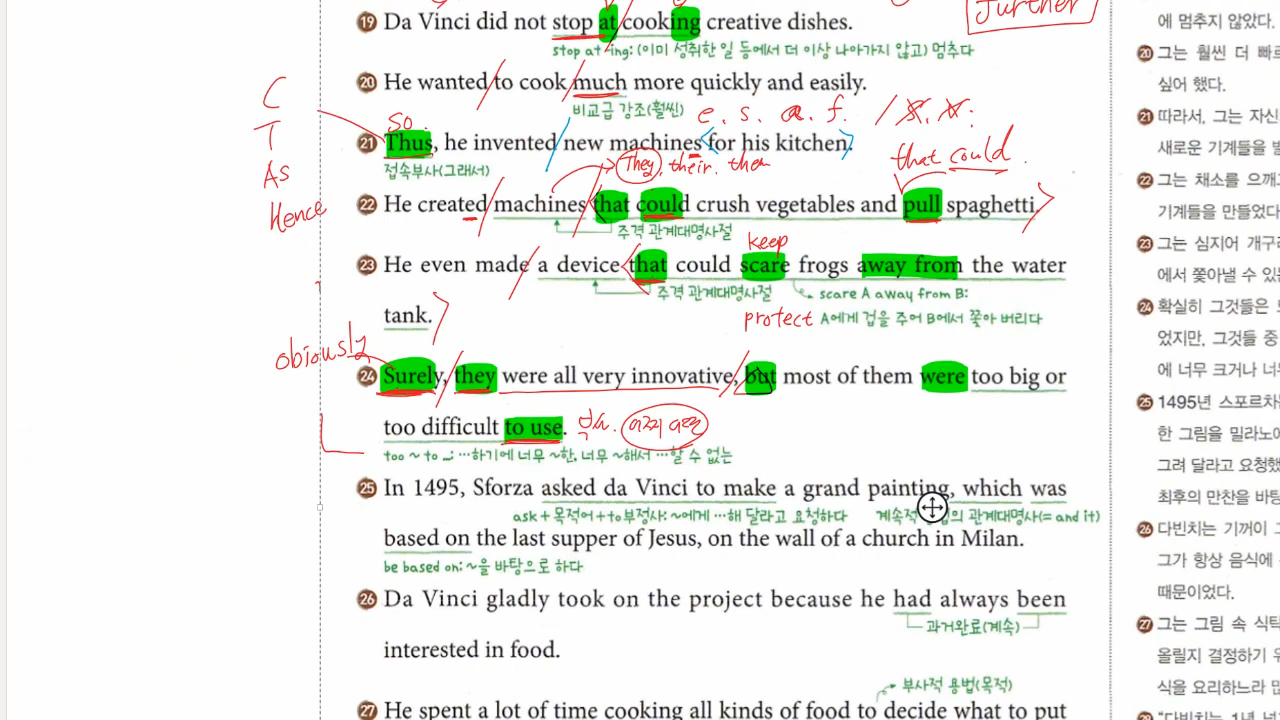 ⑲ Da Vinci did not stop at cooking creative dishes.
Further
에 멈추지 않았다.
stop at -ing: (이미 성취한 일 등에서 더 이상 나아가지 않고) 멈추다
⑳ He wanted to cook much more quickly and easily.
⑳ 그는 훨씬 더 빠르
싶어 했다.
비교급 강조(훨씬)
C
T
As
Hence
so
e. s. a. f.
㉑ Thus, he invented new machines for his kitchen.
㉑ 따라서, 그는 자신
새로운 기계들을 발
접속부사(그래서)
They, their, them
that could
㉒ He created machines that could crush vegetables and pull spaghetti.
㉒ 그는 채소를 으깨고
기계들을 만들었다
주격 관계대명사절
keep
㉓ He even made a device that could scare frogs away from the water
㉓ 그는 심지어 개구리
에서 쫓아낼 수 있는
주격 관계대명사절
scare A away from B:
tank.
protect
A에게 겁을 주어 B에서 쫓아 버리다
㉔ 확실히 그것들은
었지만, 그것들 중
에 너무 크거나 너무
obiously
㉔ Surely, they were all very innovative, but most of them were too big or
too difficult to use.
부사.
too ~ to …: …하기에 너무 ~한, 너무 ~해서 …할 수 없는
㉕ In 1495, Sforza asked da Vinci to make a grand painting, which was
㉕ 1495년 스포르차는
한 그림을 밀라노에
그려 달라고 요청했
최후의 만찬을 바탕
ask+목적어+to부정사: ~에게 …해 달라고 요청하다
계속적 의 관계대명사(= and it)
based on the last supper of Jesus, on the wall of a church in Milan.
be based on: ~을 바탕으로 하다
㉖ Da Vinci gladly took on the project because he had always been
㉖ 다빈치는 기꺼이 그
그가 항상 음식에
때문이었다.
과거완료(계속)
interested in food.
㉗ 그는 그림 속 식탁
올릴지 결정하기 위
식을 요리하느라 많
부사적 용법(목적)
㉗ He spent a lot of time cooking all kinds of food to decide what to put